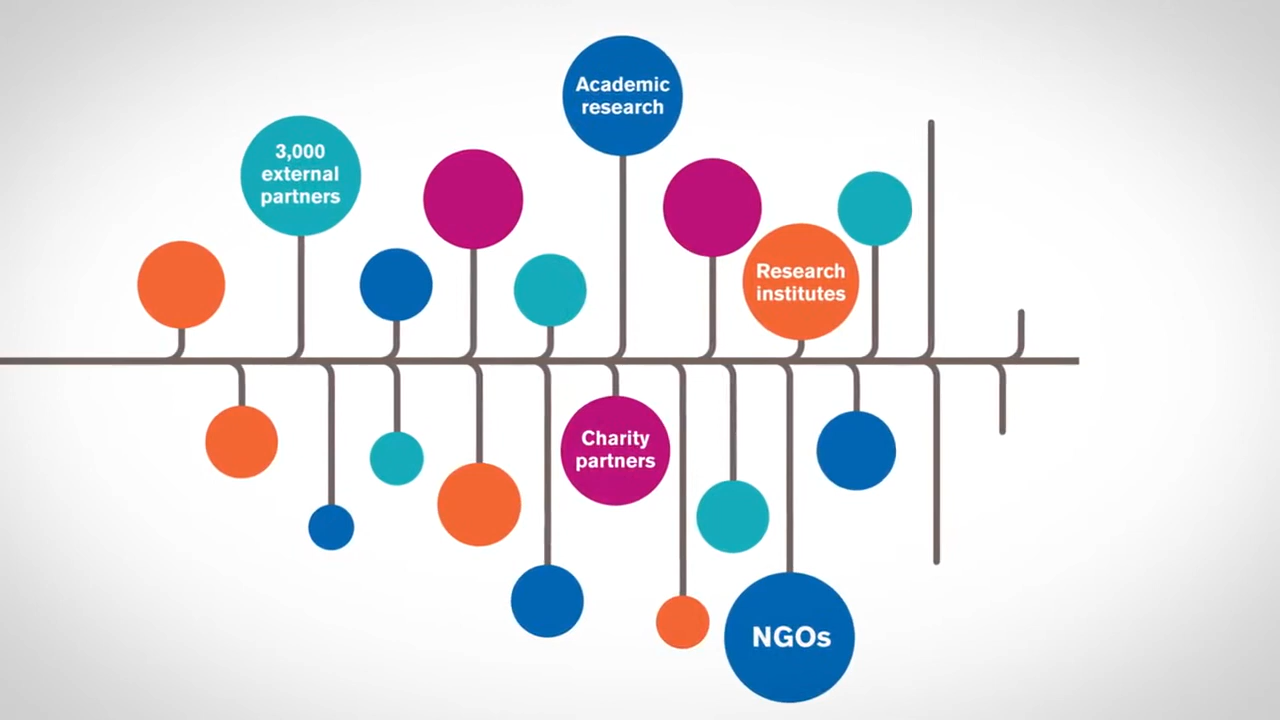 Academic
research
3,000
external
partners
Research
institutes
Charity
partners
NGOs